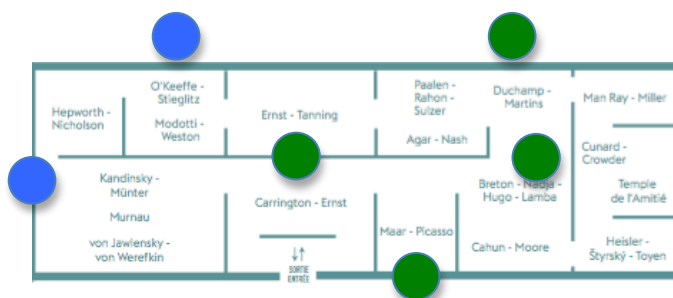 O'Keeffe -
Stieglitz
Modotti -
Weston
Hepworth -
Nicholson
Ernst - Tanning
Paalen -
Rahon -
Sulzer
Agar - Nash
Duchamp -
Martins
Man Ray - Miller
Cunard -
Crowder
Temple
de l'Amitié
Heisler -
Štyrský - Toyen
Kandinsky -
Münter
Murnau
von Jawlensky -
von Werefkin
Carrington - Ernst
SORTIE
ENTRÉE
Maar - Picasso
Breton - Nadja -
Hugo - Lamba
Cahun - Moore